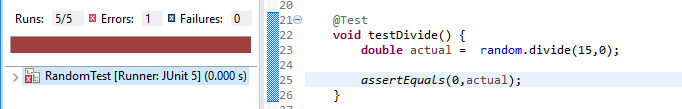 Runs: 5/5 Errors: 1 Failures: 0
RandomTest [Runner: JUnit 5] (0.000 s)
20
21 @Test
22 void testDivide() {
23 double actual = random.divide(15,0);
24
25 assertEquals(0,actual);
26 }